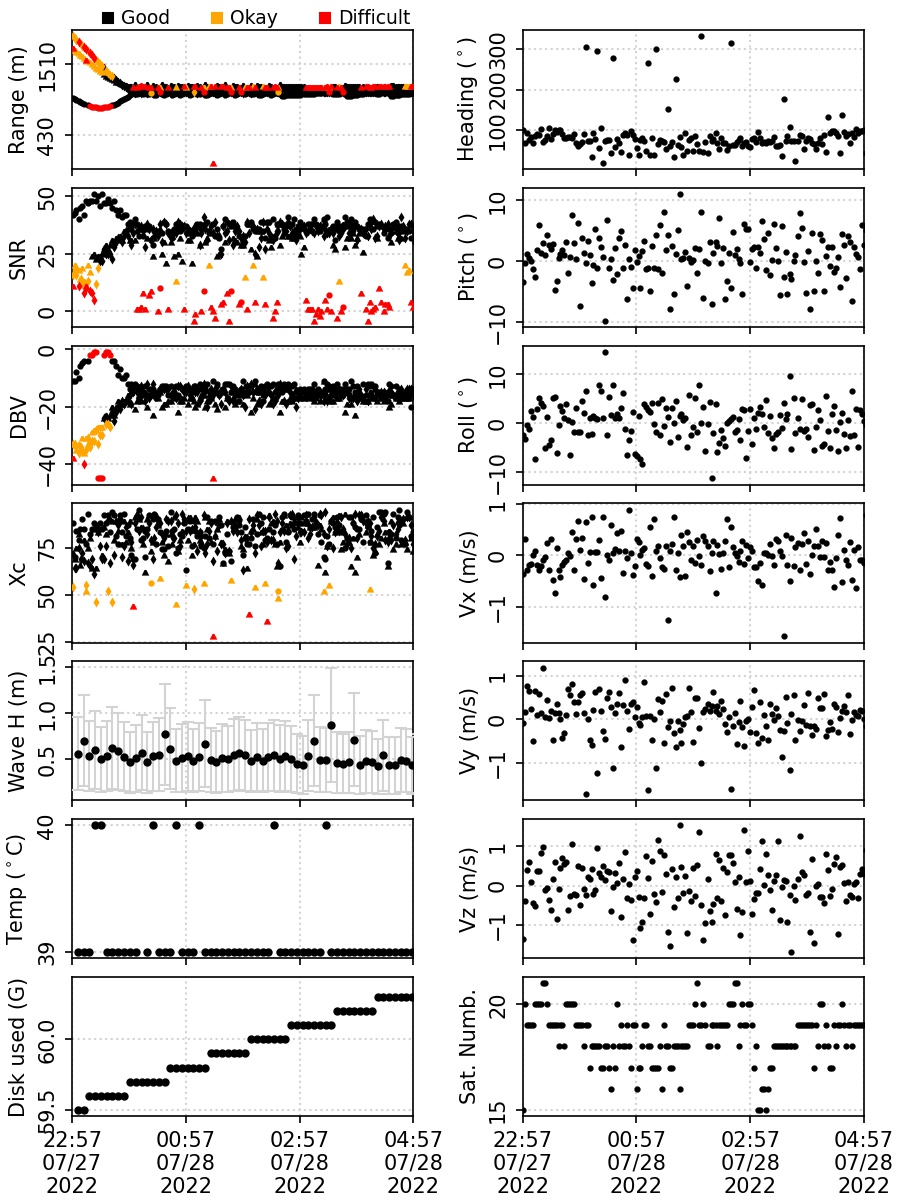 Good Okay Difficult
Range (m)
1510
430
Heading (°)
300
200
100
SNR
50
25
0
Pitch (°)
10
0
−10
DBV
0
−20
−40
Roll (°)
10
0
−10
Xc
75
50
25
Vx (m/s)
1
0
−1
Wave H (m)
1.52
1.0
0.5
Vy (m/s)
1
0
−1
Temp (°C)
40
39
Vz (m/s)
1
0
−1
Disk used (G)
60.0
59.5
Sat. Numb.
20
15
22:57 00:57 02:57 04:57
07/27 07/28 07/28 07/28
2022 2022 2022 2022
22:57 00:57 02:57 04:57
07/27 07/28 07/28 07/28
2022 2022 2022 2022